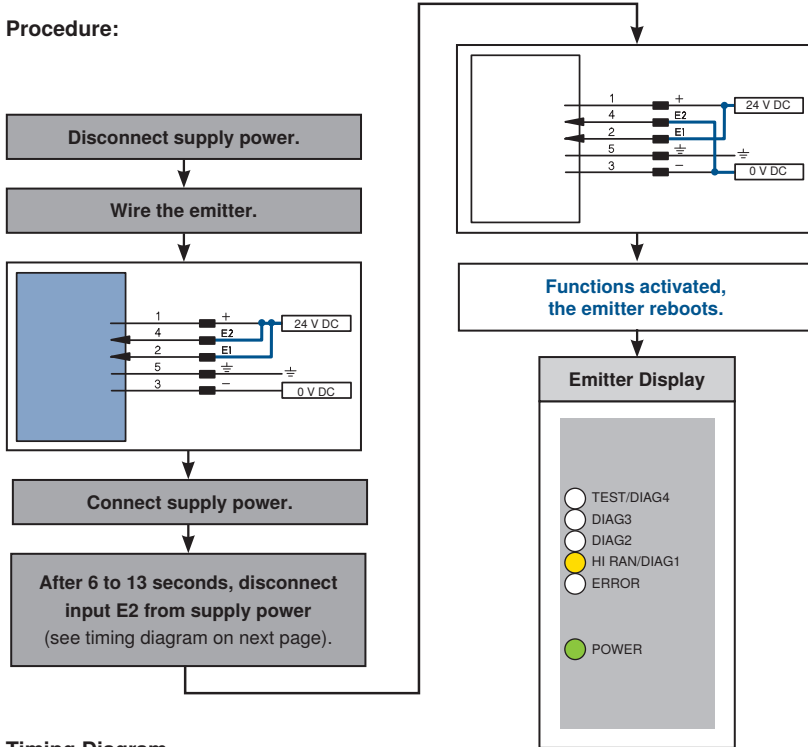 Procedure:
Disconnect supply power.
Wire the emitter.
1 +
24 V DC
4 E2
2 E1
5
3 −
0 V DC
Connect supply power.
After 6 to 13 seconds, disconnect
input E2 from supply power
(see timing diagram on next page).
1 +
24 V DC
4 E2
2 E1
5
3 −
0 V DC
Functions activated,
the emitter reboots.
Emitter Display
TEST/DIAG4
DIAG3
DIAG2
HI RAN/DIAG1
ERROR
POWER
Timing Diagram